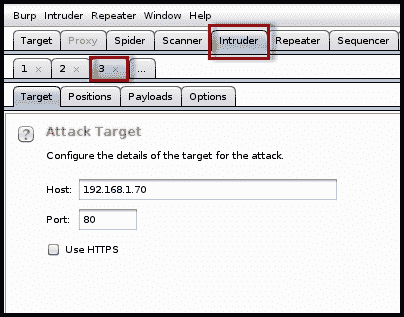 Burp Intruder Repeater Window Help
Target Proxy Spider Scanner Intruder Repeater Sequencer
1 × 2 × 3 × ...
Target Positions Payloads Options
? Attack Target
Configure the details of the target for the attack.
Host: 192.168.1.70
Port: 80
Use HTTPS